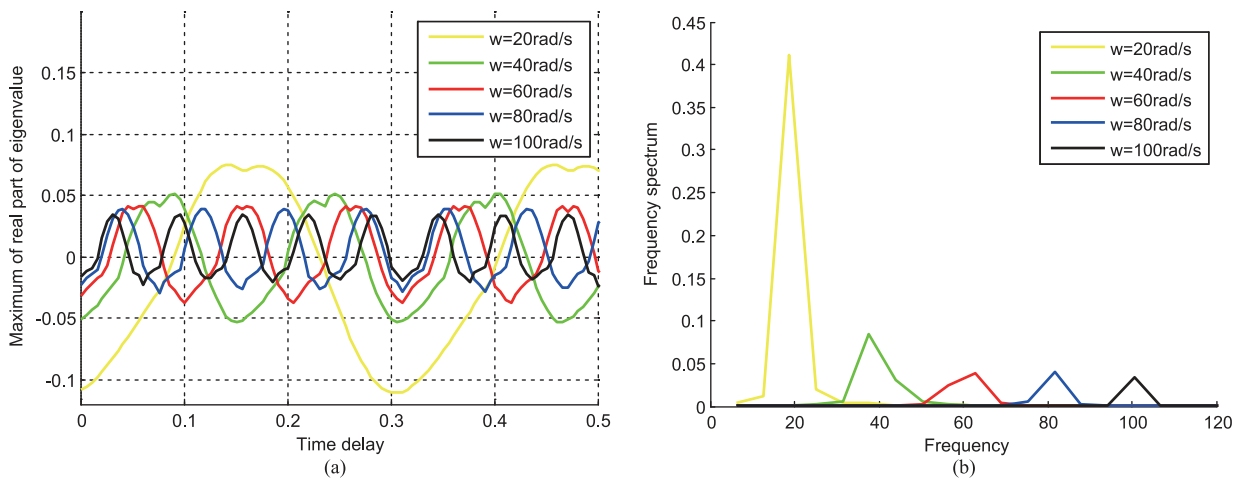 w=20rad/s
w=40rad/s
w=60rad/s
w=80rad/s
w=100rad/s
Maximum of real part of eigenvalue
0.15
0.1
0.05
0
-0.05
-0.1
0 0.1 0.2 0.3 0.4 0.5
Time delay
(a)
w=20rad/s
w=40rad/s
w=60rad/s
w=80rad/s
w=100rad/s
Frequency spectrum
0.45
0.4
0.35
0.3
0.25
0.2
0.15
0.1
0.05
0
0 20 40 60 80 100 120
Frequency
(b)